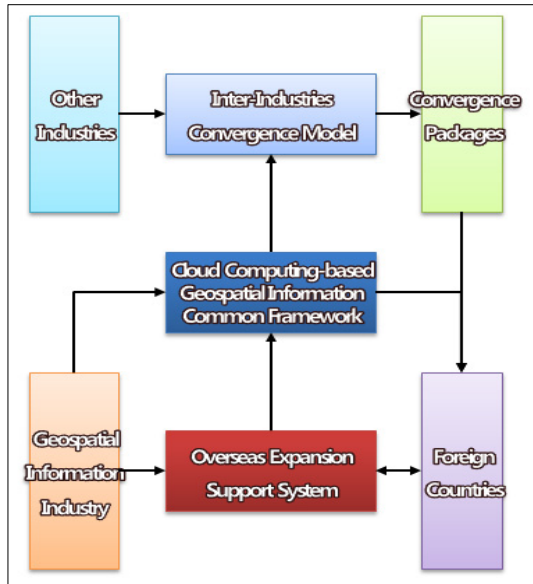 Other
Industries
Inter-Industries
Convergence Model
Convergence
Packages
Cloud Computing-based
Geospatial Information
Common Framework
Geospatial
Information
Industry
Overseas Expansion
Support System
Foreign
Countries